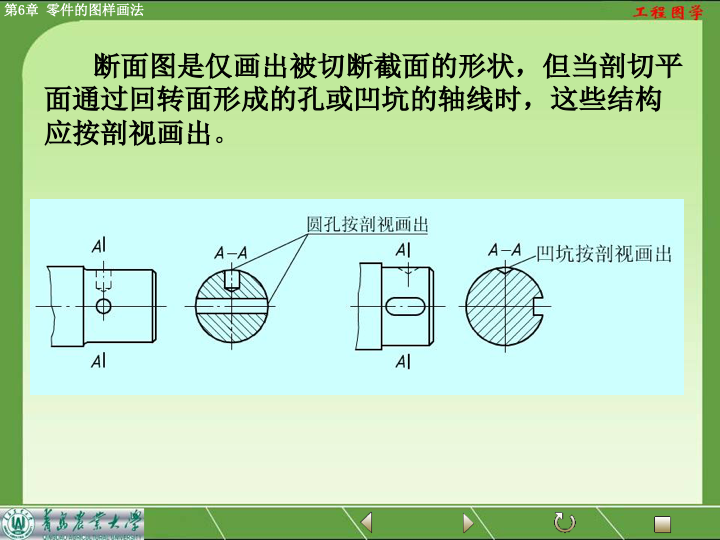 第6章 零件的图样画法
工程图学
断面图是仅画出被切断截面的形状，但当剖切平
面通过回转面形成的孔或凹坑的轴线时，这些结构
应按剖视画出。
圆孔按剖视画出
A
A-A
A
A-A
凹坑按剖视画出
A
A
青岛农业大学